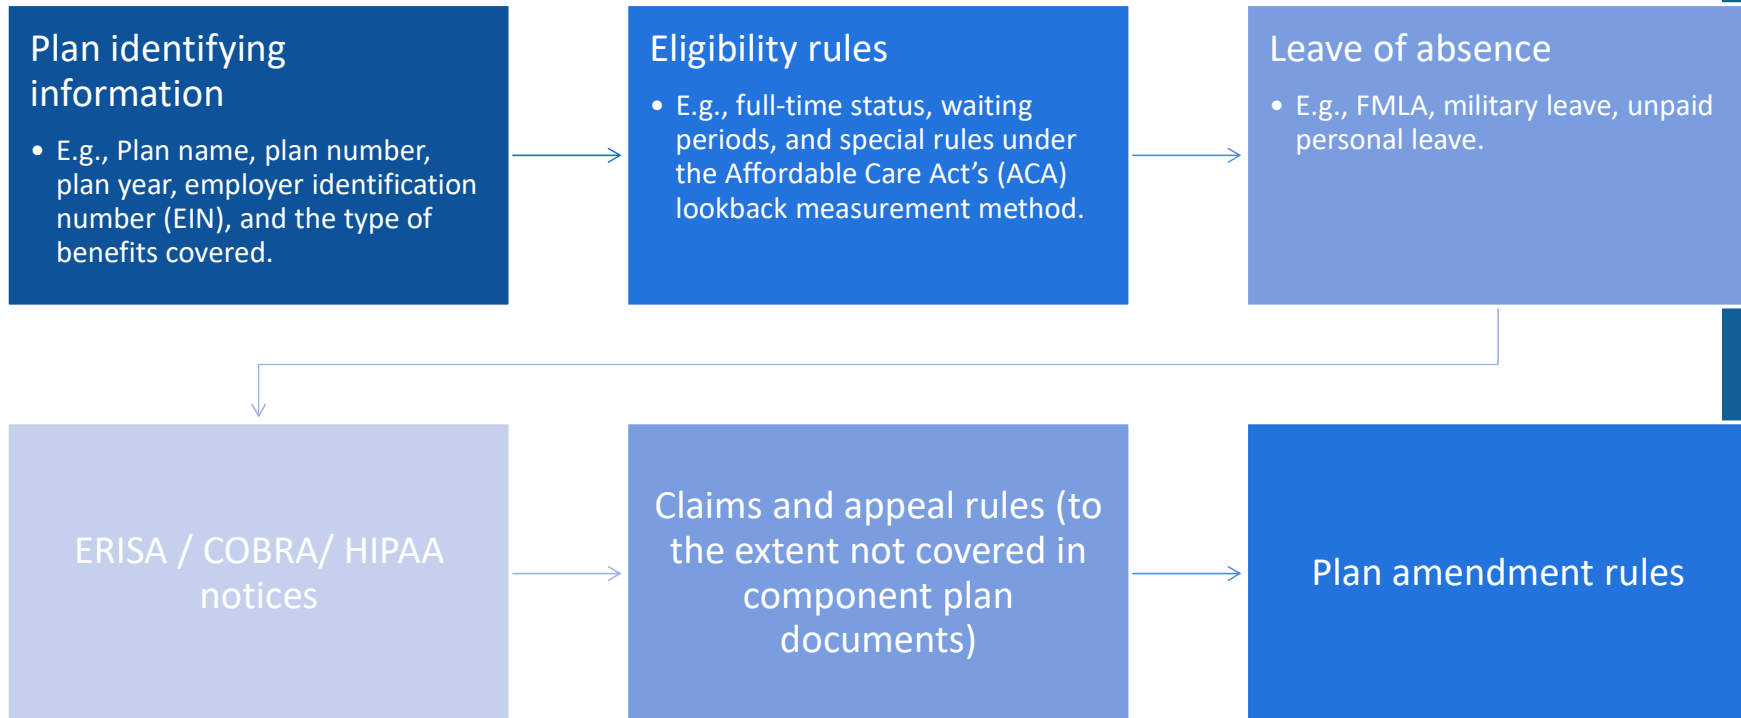 Plan identifying
information
• E.g., Plan name, plan number,
plan year, employer identification
number (EIN), and the type of
benefits covered.
Eligibility rules
• E.g., full-time status, waiting
periods, and special rules under
the Affordable Care Act’s (ACA)
lookback measurement method.
Leave of absence
• E.g., FMLA, military leave, unpaid
personal leave.
ERISA / COBRA/ HIPAA
notices
Claims and appeal rules (to
the extent not covered in
component plan
documents)
Plan amendment rules